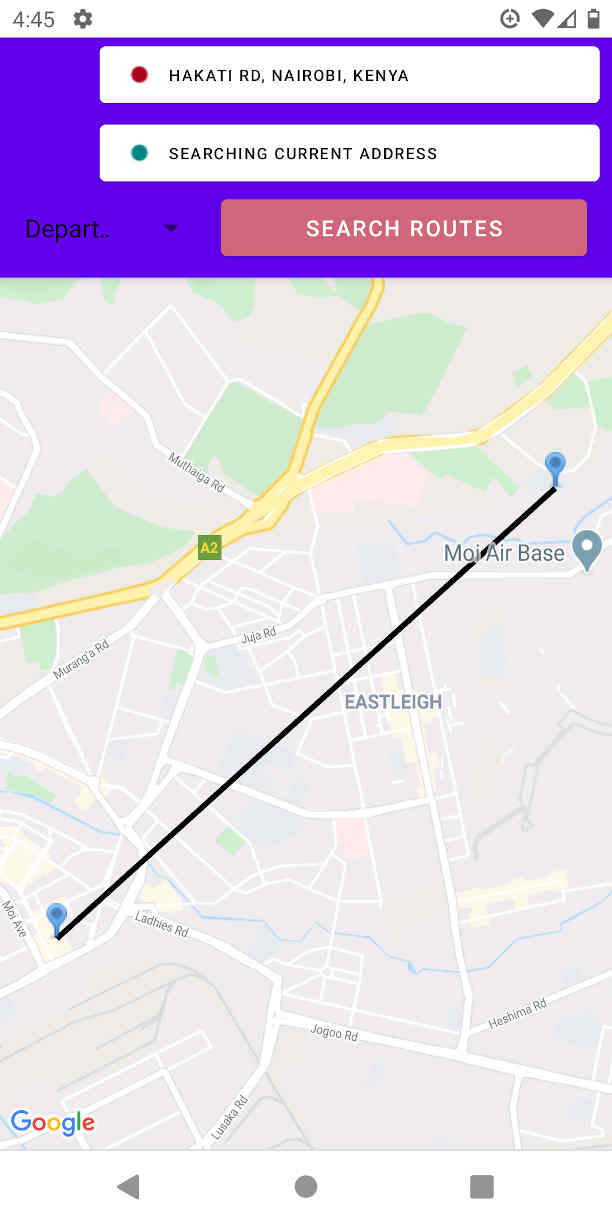 4:45
HAKATI RD, NAIROBI, KENYA
SEARCHING CURRENT ADDRESS
Depart..
SEARCH ROUTES
Muthaiga Rd
A2
Moi Air Base
Juja Rd
Murang'a Rd
EASTLEIGH
Moi Ave
Ladhies Rd
Heshima Rd
Jogoo Rd
Lusaka Rd
Google